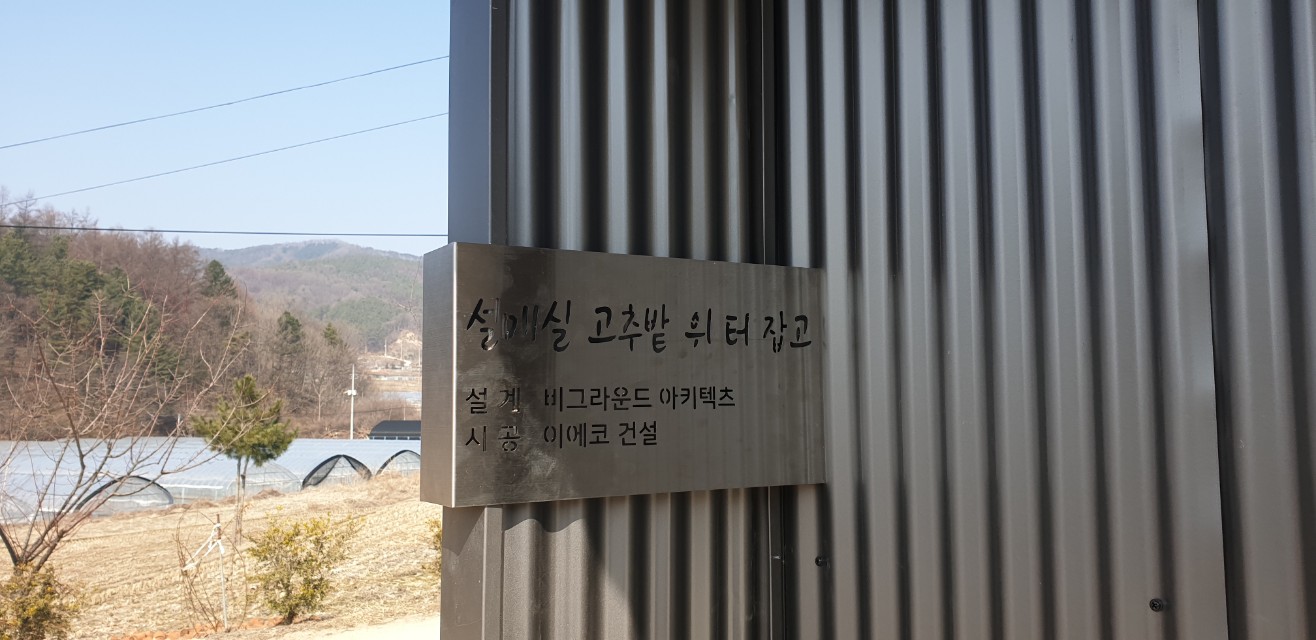 설매실 고추밭 위 터 잡고
설 계 비그라운드 아키텍츠
시 공 이에코 건설